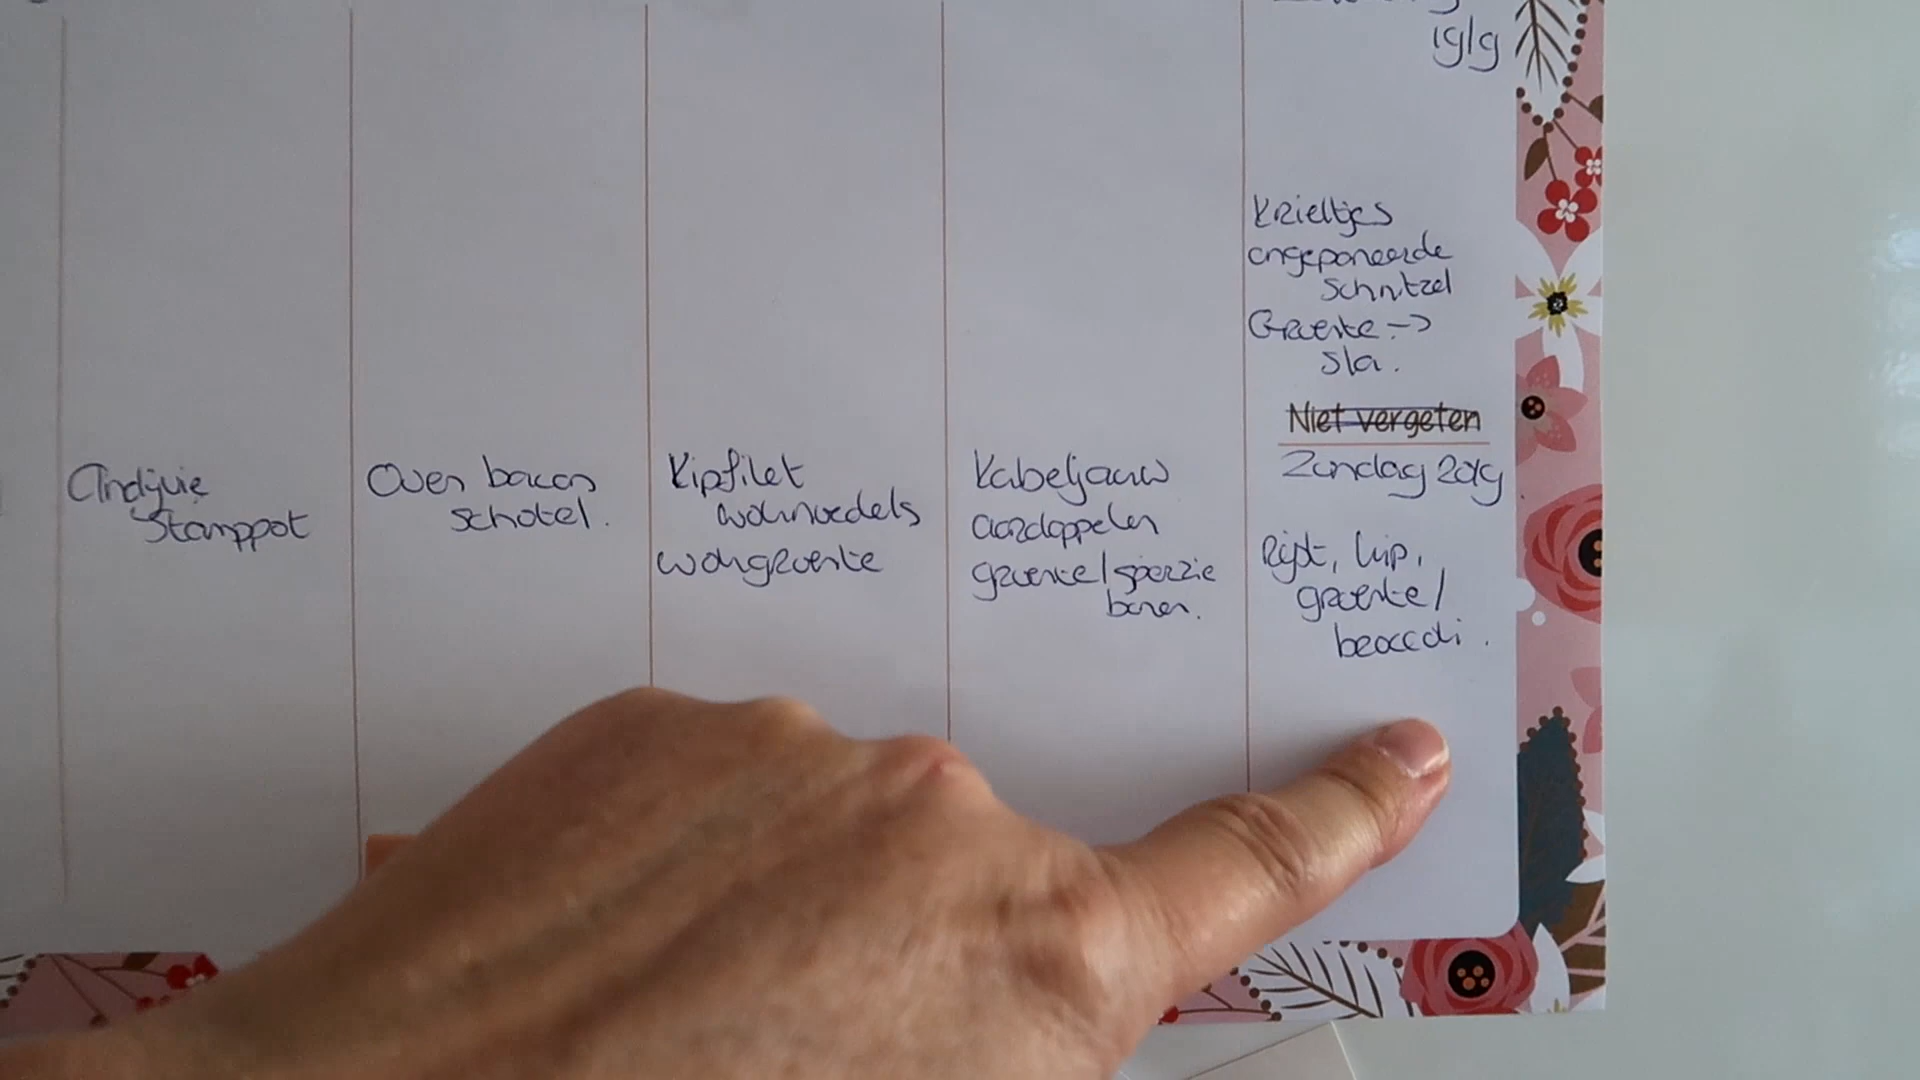 19/9
Andijvie
Stamppot
Oven bacon
schotel.
Kipfilet
woknoedels
wokgroente
Kabeljauw
aardappelen
groente/sperzie
bonen.
Krieltjes
ongepaneerde
schnitzel
Groente -->
sla.
Niet vergeten
Zondag 20/9
Rijst, kip,
groente/
broccoli.